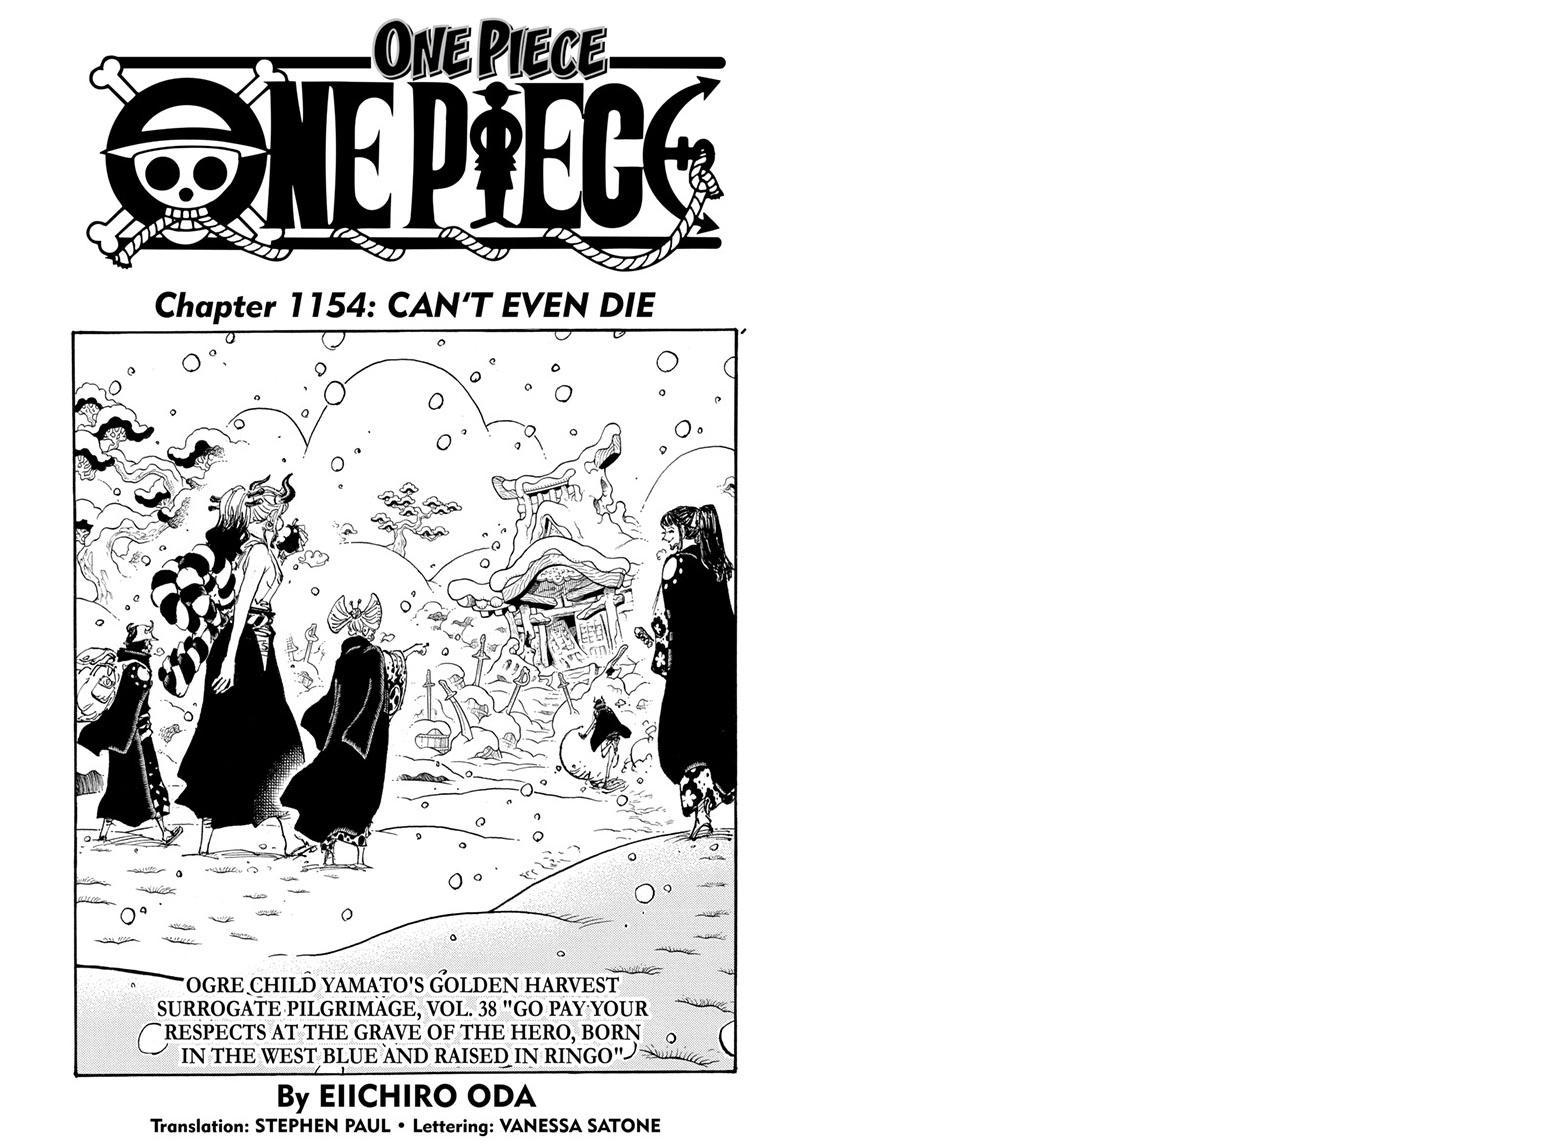 ONE PIECE
ONE PIECE
Chapter 1154: CAN'T EVEN DIE
OGRE CHILD YAMATO'S GOLDEN HARVEST
SURROGATE PILGRIMAGE, VOL. 38 "GO PAY YOUR
RESPECTS AT THE GRAVE OF THE HERO, BORN
IN THE WEST BLUE AND RAISED IN RINGO"
By EIICHIRO ODA
Translation: STEPHEN PAUL • Lettering: VANESSA SATONE